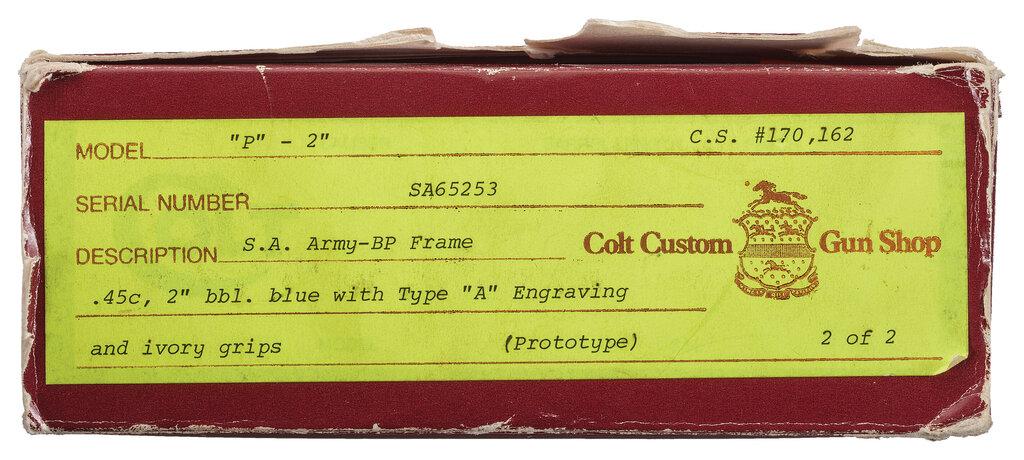 MODEL "P" - 2" C.S. #170,162
SERIAL NUMBER SA65253
DESCRIPTION S.A. Army-BP Frame
Colt Custom Gun Shop
.45c, 2" bbl. blue with Type "A" Engraving
and ivory grips (Prototype) 2 of 2